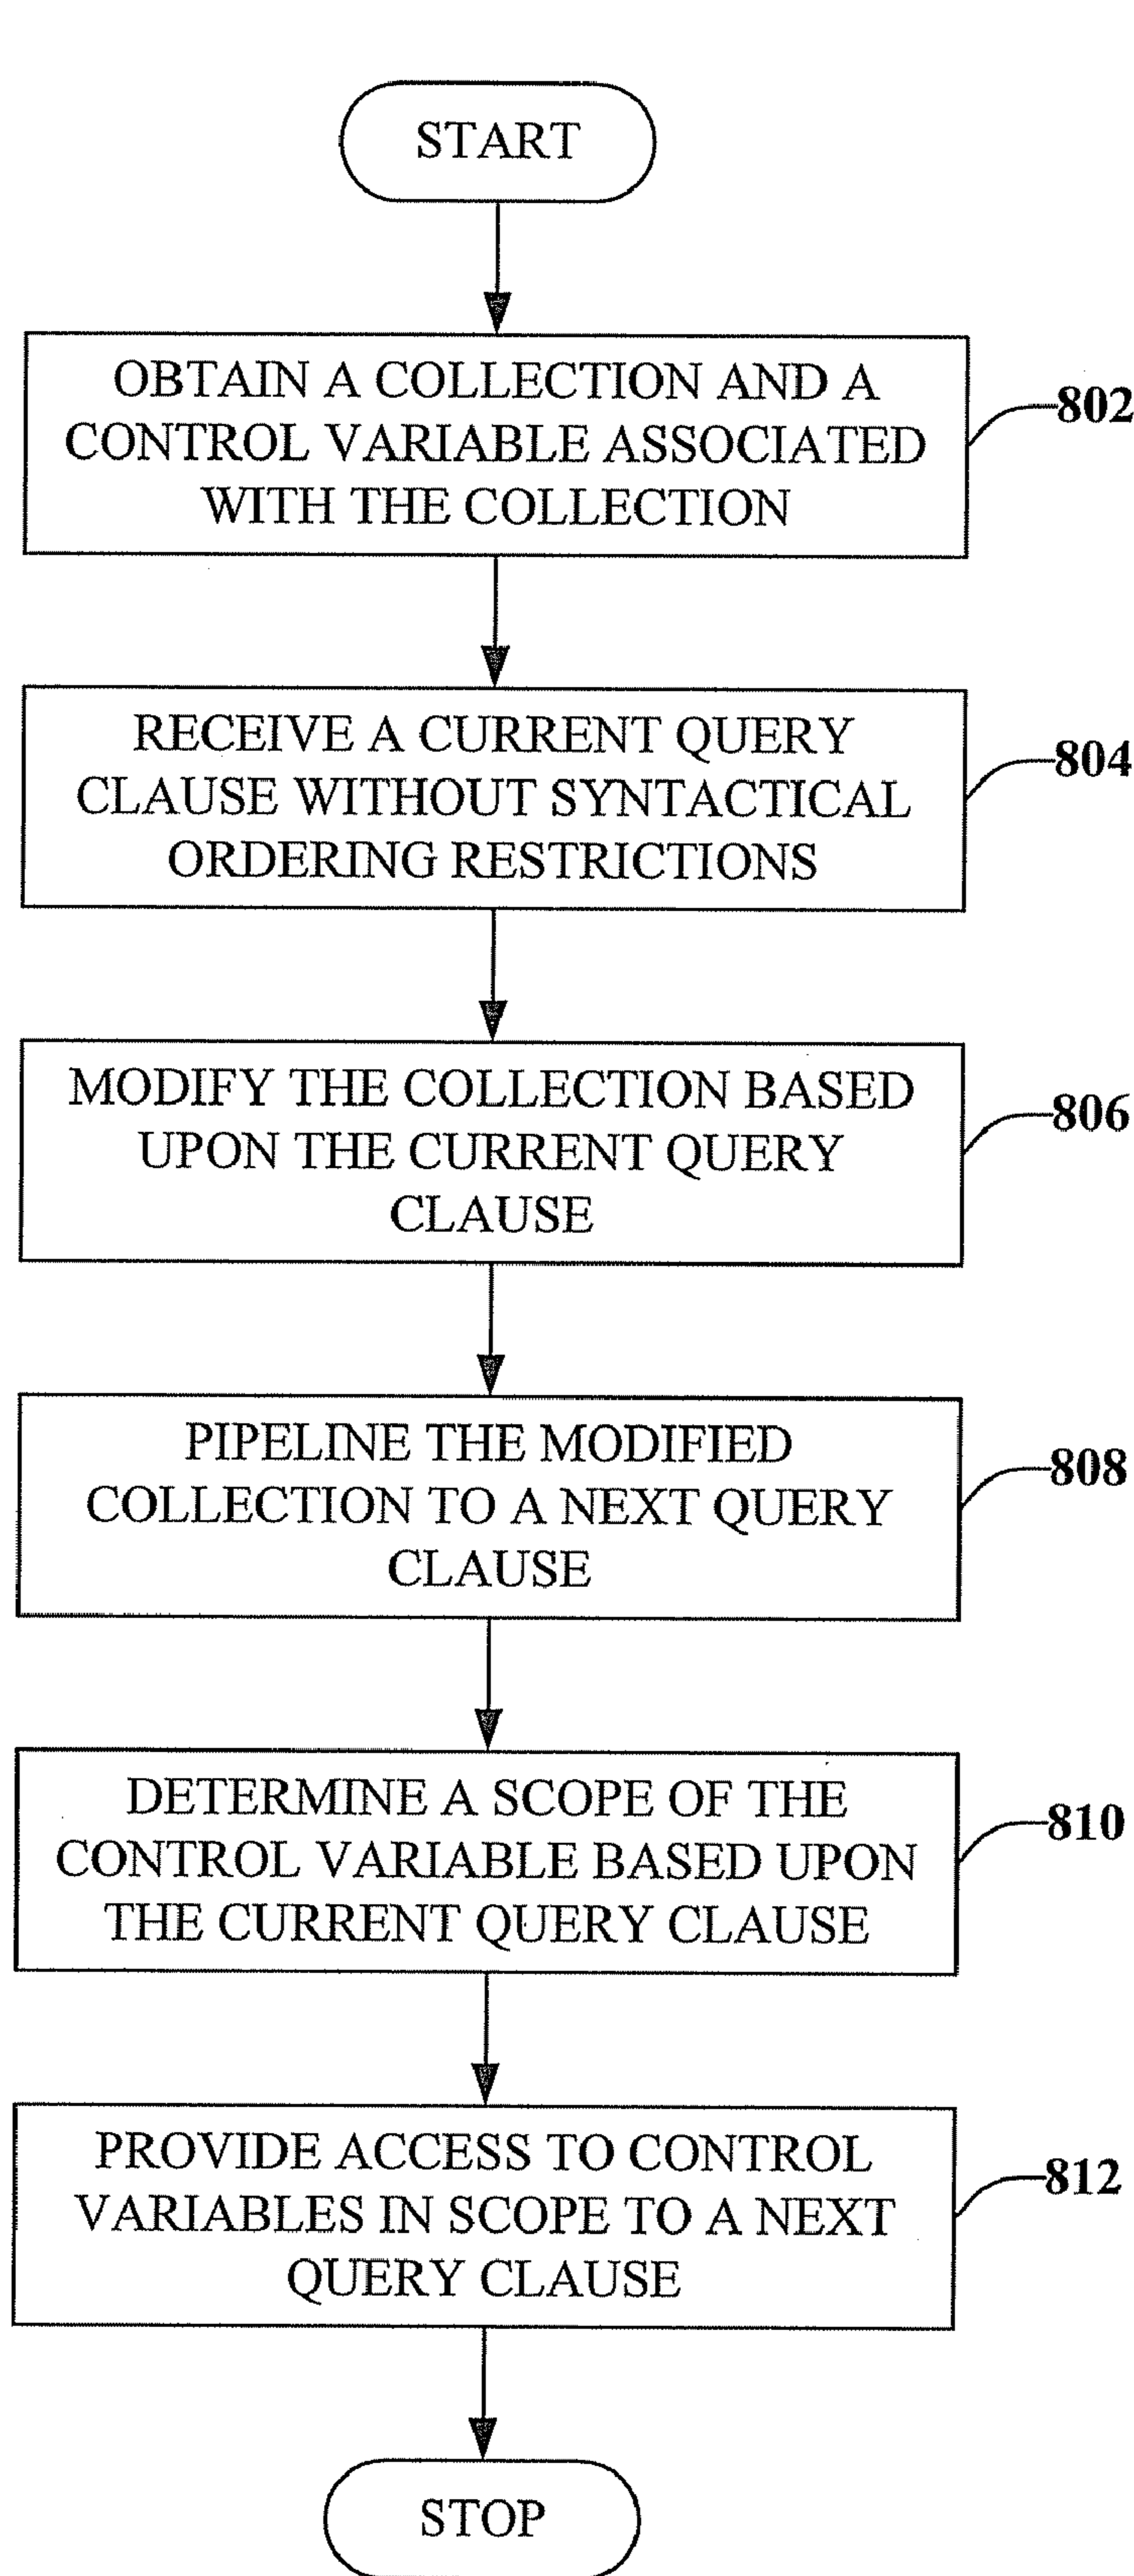 START
OBTAIN A COLLECTION AND A
CONTROL VARIABLE ASSOCIATED
WITH THE COLLECTION
802
RECEIVE A CURRENT QUERY
CLAUSE WITHOUT SYNTACTICAL
ORDERING RESTRICTIONS
804
MODIFY THE COLLECTION BASED
UPON THE CURRENT QUERY
CLAUSE
806
PIPELINE THE MODIFIED
COLLECTION TO A NEXT QUERY
CLAUSE
808
DETERMINE A SCOPE OF THE
CONTROL VARIABLE BASED UPON
THE CURRENT QUERY CLAUSE
810
PROVIDE ACCESS TO CONTROL
VARIABLES IN SCOPE TO A NEXT
QUERY CLAUSE
812
STOP